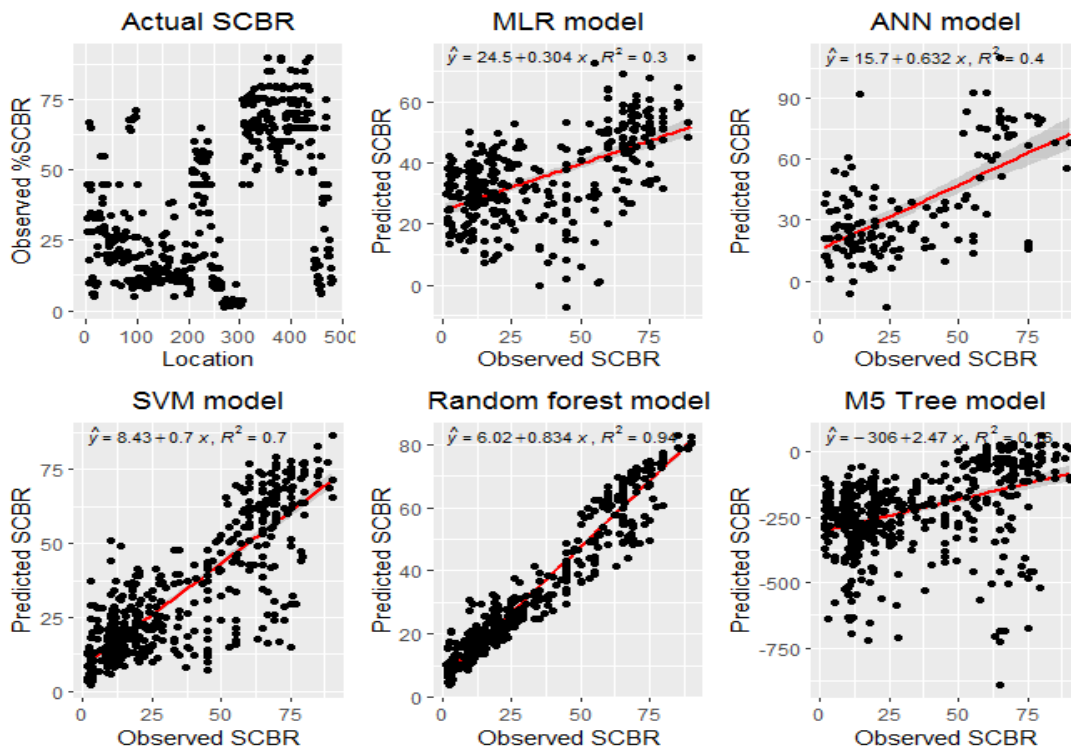 Actual SCBR
Observed %SCBR
75
50
25
0
0 100 200 300 400 500
Location
MLR model
ŷ = 24.5 + 0.304 x, R² = 0.3
Predicted SCBR
60
40
20
0
0 25 50 75
Observed SCBR
ANN model
ŷ = 15.7 + 0.632 x, R² = 0.4
Predicted SCBR
90
60
30
0
0 25 50 75
Observed SCBR
SVM model
ŷ = 8.43 + 0.7 x, R² = 0.7
Predicted SCBR
75
50
25
0
0 25 50 75
Observed SCBR
Random forest model
ŷ = 6.02 + 0.834 x, R² = 0.94
Predicted SCBR
80
60
40
20
0
0 25 50 75
Observed SCBR
M5 Tree model
ŷ = −306 + 2.47 x, R² = 0.16
Predicted SCBR
0
-250
-500
-750
0 25 50 75
Observed SCBR